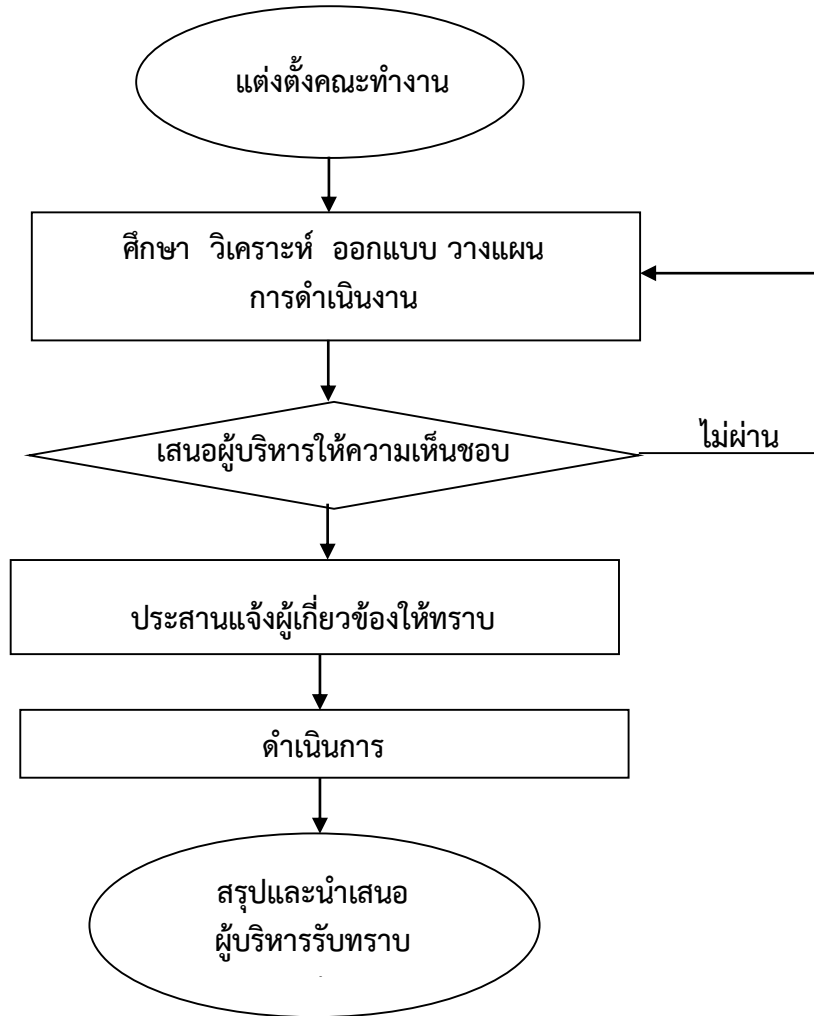 แต่งตั้งคณะทำงาน
ศึกษา วิเคราะห์ ออกแบบ วางแผน
การดำเนินงาน
เสนอผู้บริหารให้ความเห็นชอบ
ไม่ผ่าน
ประสานแจ้งผู้เกี่ยวข้องให้ทราบ
ดำเนินการ
สรุปและนำเสนอ
ผู้บริหารรับทราบ